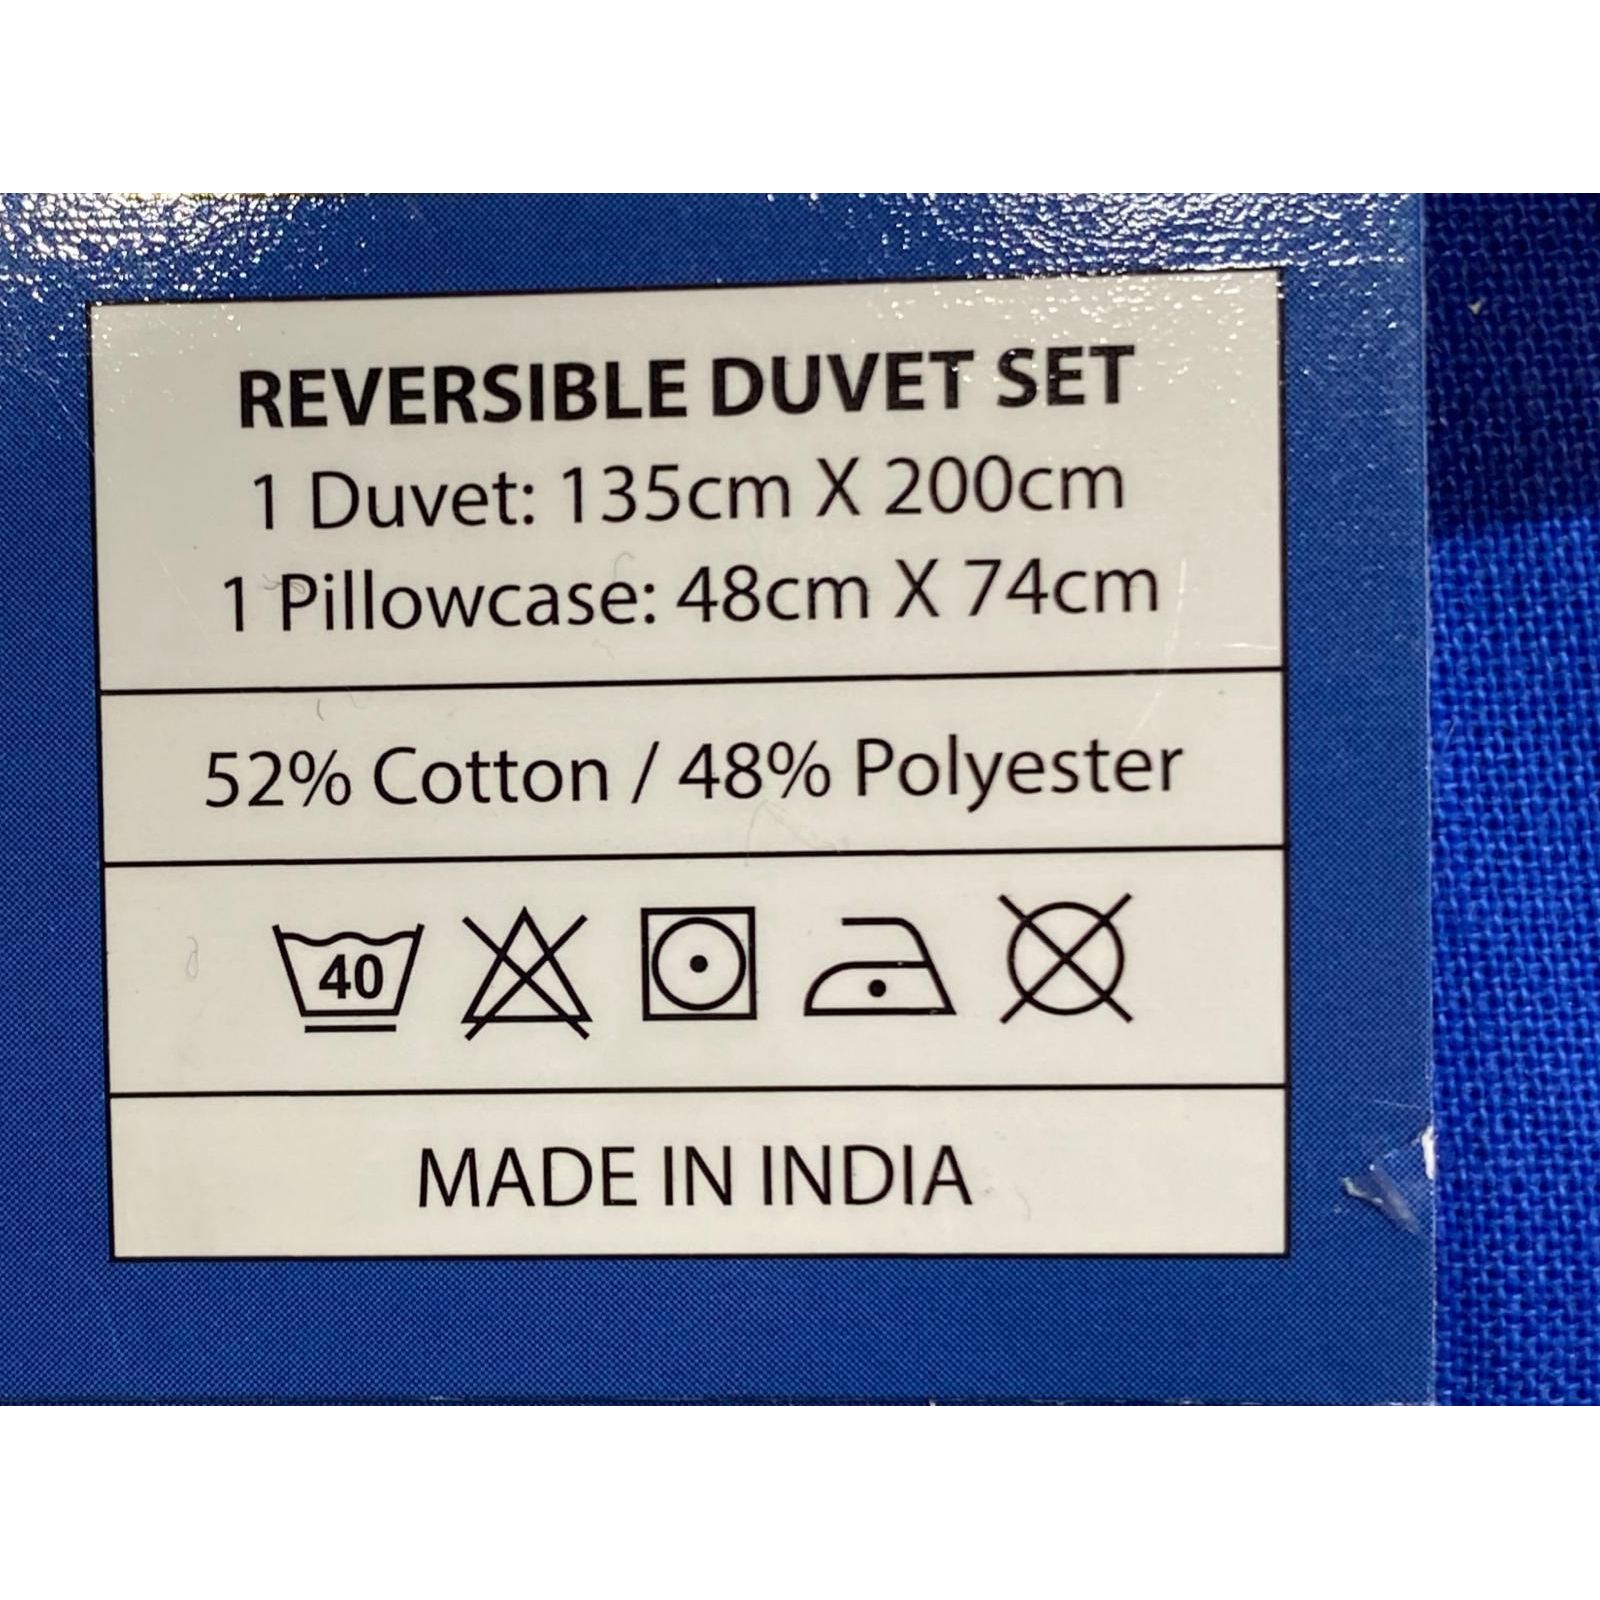 REVERSIBLE DUVET SET
1 Duvet: 135cm X 200cm
1 Pillowcase: 48cm X 74cm
52% Cotton / 48% Polyester
40
MADE IN INDIA